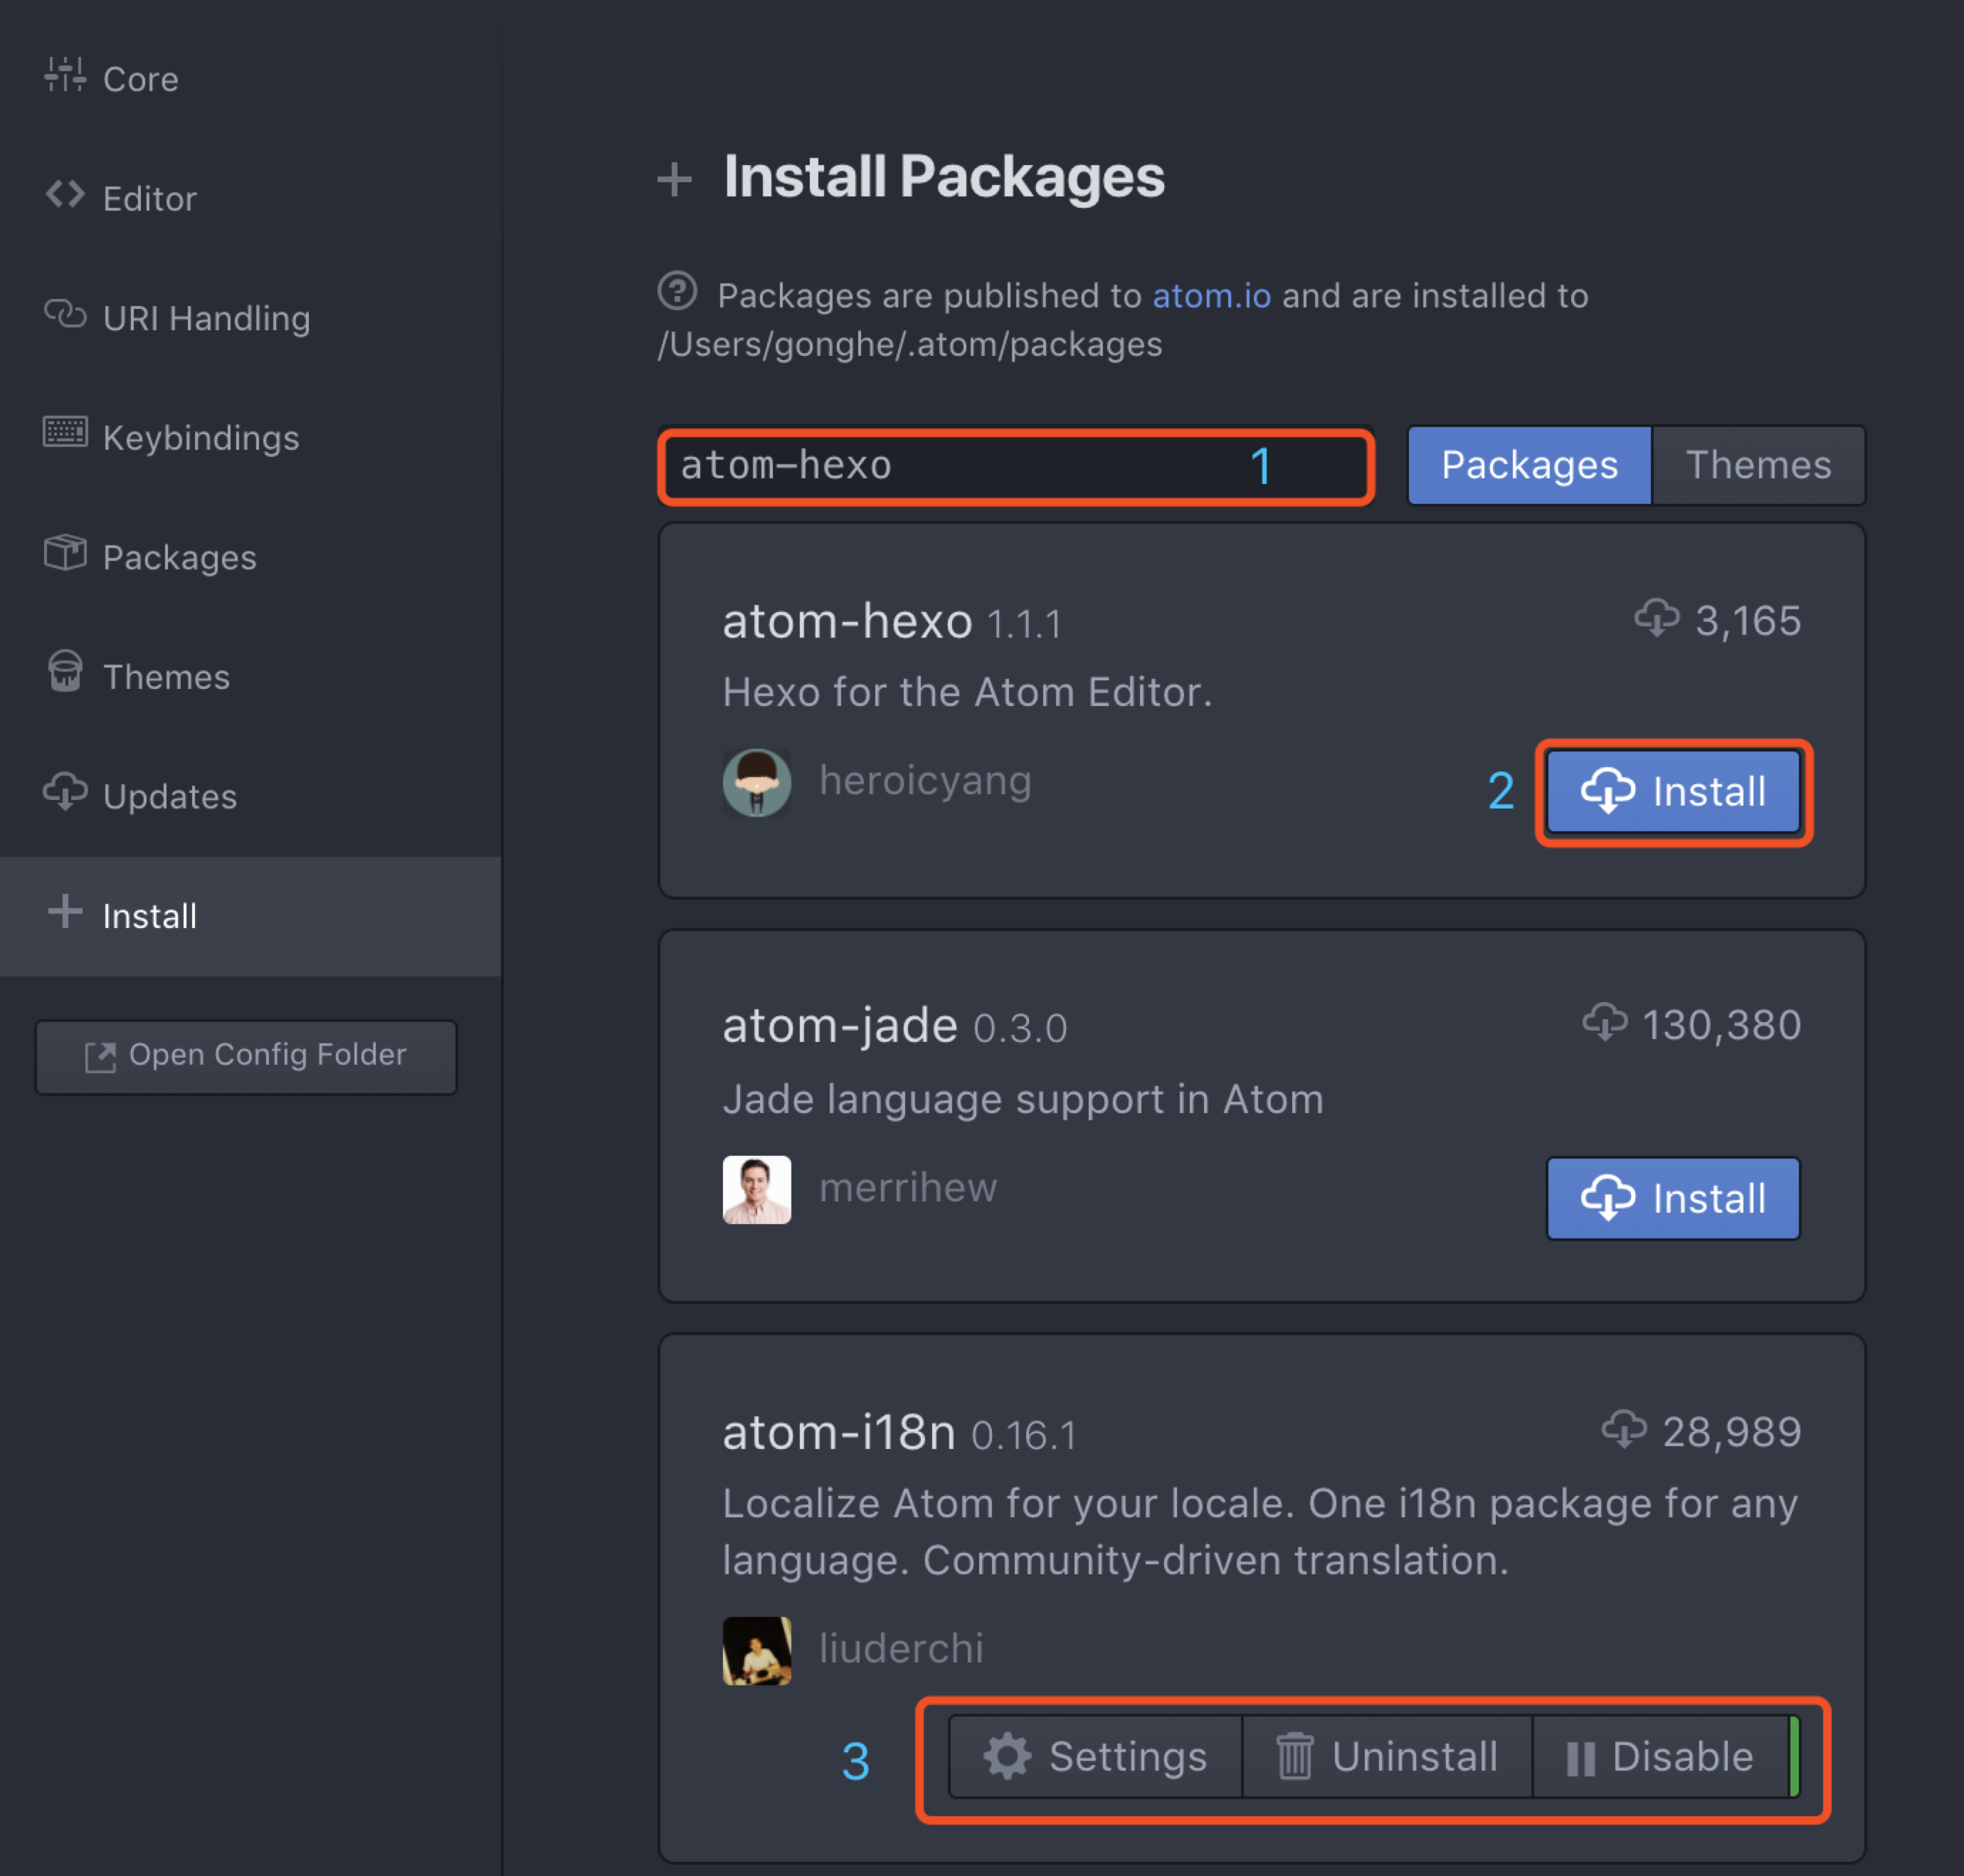 Core
Editor
URI Handling
Keybindings
Packages
Themes
Updates
Install
Open Config Folder
Install Packages
Packages are published to atom.io and are installed to
/Users/gonghe/.atom/packages
atom-hexo 1
Packages Themes
atom-hexo 1.1.1 3,165
Hexo for the Atom Editor.
heroicyang
2 Install
atom-jade 0.3.0 130,380
Jade language support in Atom
merrihew
Install
atom-i18n 0.16.1 28,989
Localize Atom for your locale. One i18n package for any
language. Community-driven translation.
liuderchi
3 Settings Uninstall Disable